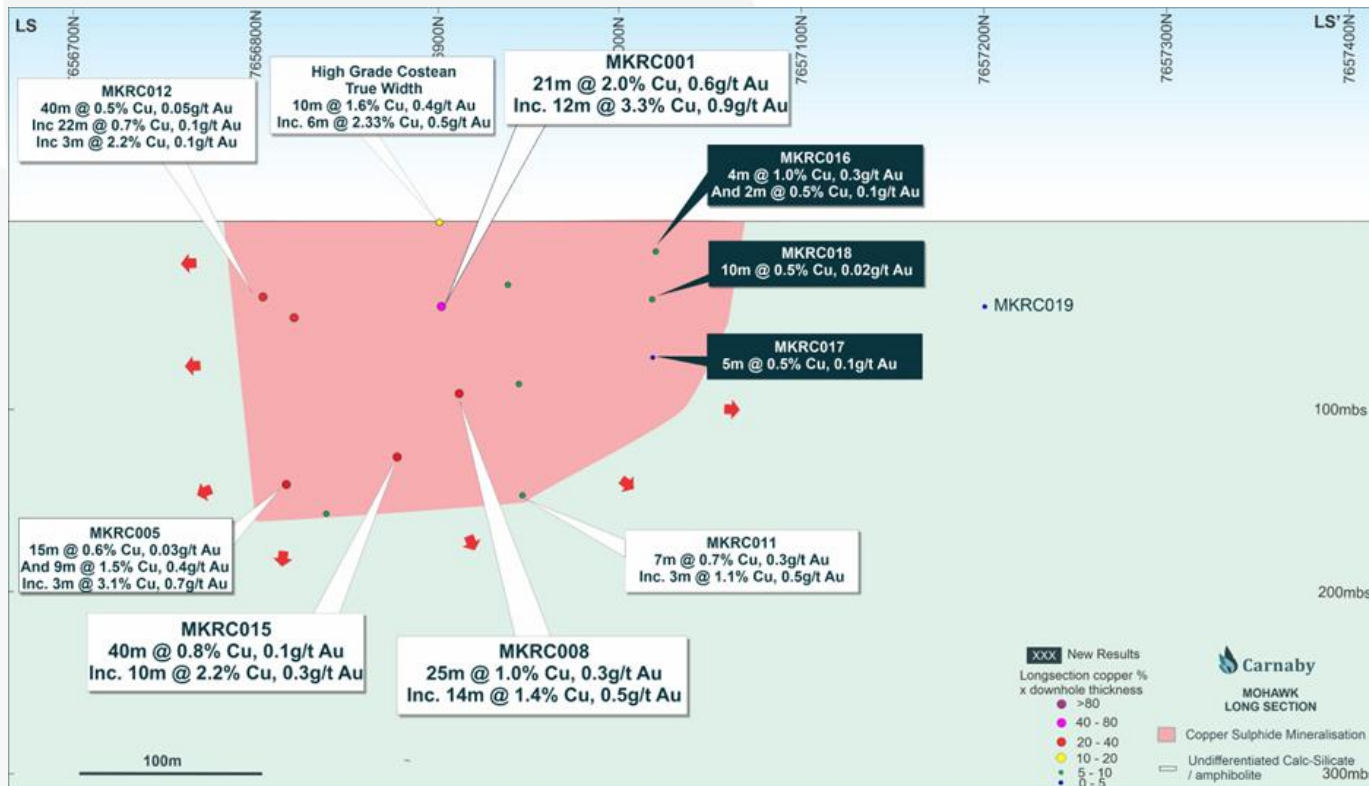 LS
LS'
7656700N
7656800N
7657100N
7657200N
7657300N
7657400N
MKRC012
40m @ 0.5% Cu, 0.05g/t Au
Inc 22m @ 0.7% Cu, 0.1g/t Au
Inc 3m @ 2.2% Cu, 0.1g/t Au
High Grade Costean
True Width
10m @ 1.6% Cu, 0.4g/t Au
Inc. 6m @ 2.33% Cu, 0.5g/t Au
MKRC001
21m @ 2.0% Cu, 0.6g/t Au
Inc. 12m @ 3.3% Cu, 0.9g/t Au
MKRC016
4m @ 1.0% Cu, 0.3g/t Au
And 2m @ 0.5% Cu, 0.1g/t Au
MKRC018
10m @ 0.5% Cu, 0.02g/t Au
MKRC019
MKRC017
5m @ 0.5% Cu, 0.1g/t Au
100mbs
MKRC005
15m @ 0.6% Cu, 0.03g/t Au
And 9m @ 1.5% Cu, 0.4g/t Au
Inc. 3m @ 3.1% Cu, 0.7g/t Au
MKRC011
7m @ 0.7% Cu, 0.3g/t Au
Inc. 3m @ 1.1% Cu, 0.5g/t Au
200mbs
MKRC015
40m @ 0.8% Cu, 0.1g/t Au
Inc. 10m @ 2.2% Cu, 0.3g/t Au
MKRC008
25m @ 1.0% Cu, 0.3g/t Au
Inc. 14m @ 1.4% Cu, 0.5g/t Au
XXX New Results
Longsection copper %
x downhole thickness
>80
40 - 80
20 - 40
10 - 20
5 - 10
0 - 5
Carnaby
MOHAWK
LONG SECTION
Copper Sulphide Mineralisation
Undifferentiated Calc-Silicate
/ amphibolite
300mbs
100m